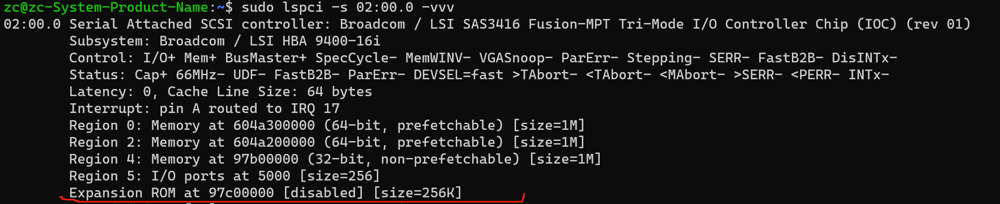 zc@zc-System-Product-Name:~$ sudo lspci -s 02:00.0 -vvv
02:00.0 Serial Attached SCSI controller: Broadcom / LSI SAS3416 Fusion-MPT Tri-Mode I/O Controller Chip (IOC) (rev 01)
Subsystem: Broadcom / LSI HBA 9400-16i
Control: I/O+ Mem+ BusMaster+ SpecCycle- MemWINV- VGASnoop- ParErr- Stepping- SERR- FastB2B- DisINTx-
Status: Cap+ 66MHz- UDF- FastB2B- ParErr- DEVSEL=fast >TAbort- <TAbort- <MAbort- >SERR- <PERR- INTx-
Latency: 0, Cache Line Size: 64 bytes
Interrupt: pin A routed to IRQ 17
Region 0: Memory at 604a300000 (64-bit, prefetchable) [size=1M]
Region 2: Memory at 604a200000 (64-bit, prefetchable) [size=1M]
Region 4: Memory at 97b00000 (32-bit, non-prefetchable) [size=1M]
Region 5: I/O ports at 5000 [size=256]
Expansion ROM at 97c00000 [disabled] [size=256K]